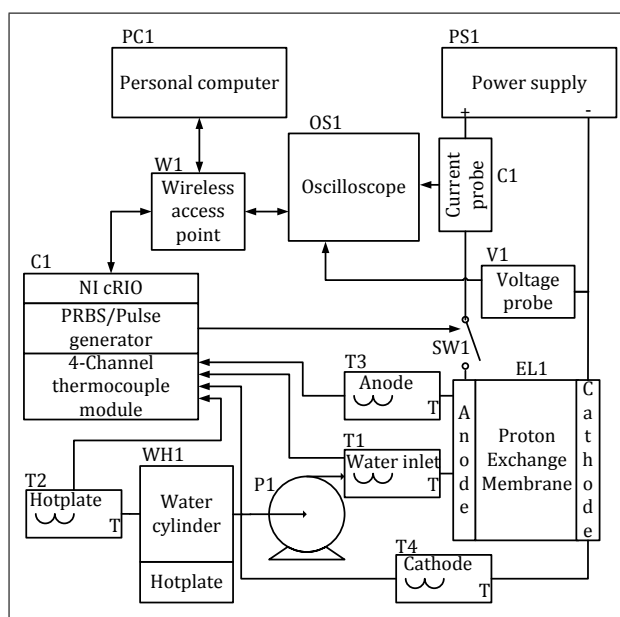 PC1
Personal computer
PS1
Power supply
+
-
OS1
Oscilloscope
Current
probe
C1
W1
Wireless
access
point
V1
Voltage
probe
C1
NI cRIO
PRBS/Pulse
generator
4-Channel
thermocouple
module
SW1
T3
Anode
T
EL1
Anode
Proton
Exchange
Membrane
Cathode
T1
Water inlet
T
T2
Hotplate
T
WH1
Water
cylinder
Hotplate
P1
T4
Cathode
T